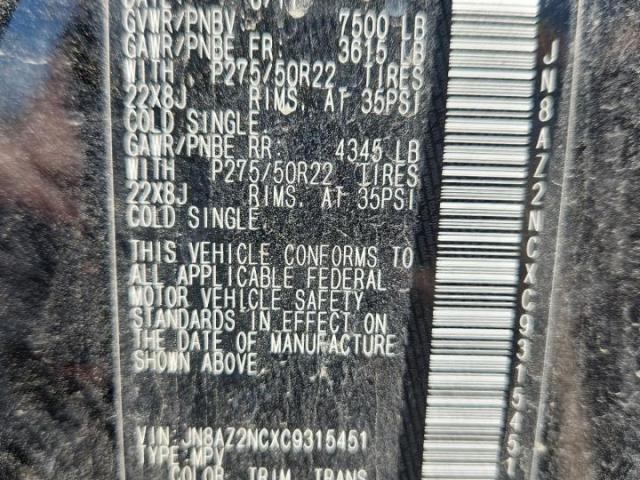 GVWR/PNBV 7500 LB
GAWR/PNBE FR: 3615 LB
WITH P275/50R22 TIRES
22X8J RIMS, AT 35PSI
COLD SINGLE
GAWR/PNBE RR: 4345 LB
WITH P275/50R22 TIRES
22X8J RIMS, AT 35PSI
COLD SINGLE
THIS VEHICLE CONFORMS TO
ALL APPLICABLE FEDERAL
MOTOR VEHICLE SAFETY
STANDARDS IN EFFECT ON
THE DATE OF MANUFACTURE
SHOWN ABOVE.
VIN: JN8AZ2NCXC9315451
TYPE: MPV
COLOR TRIM TRANS
JN8AZ2NCXC9315451